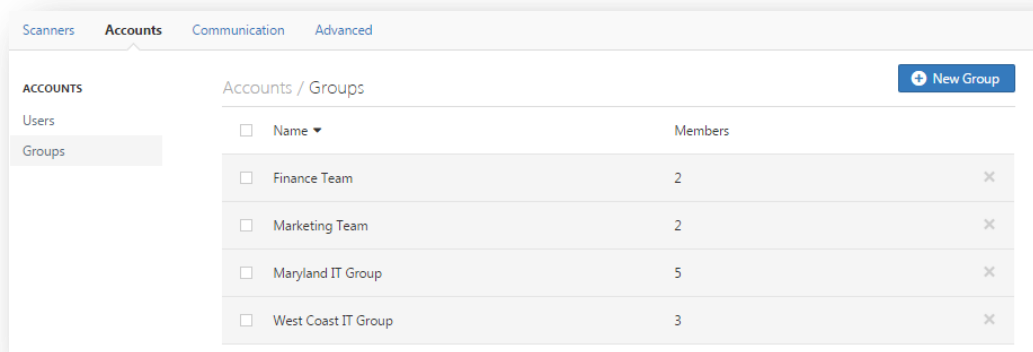 Scanners Accounts Communication Advanced
ACCOUNTS
Users
Groups
Accounts / Groups
New Group
Name Members
Finance Team 2
Marketing Team 2
Maryland IT Group 5
West Coast IT Group 3